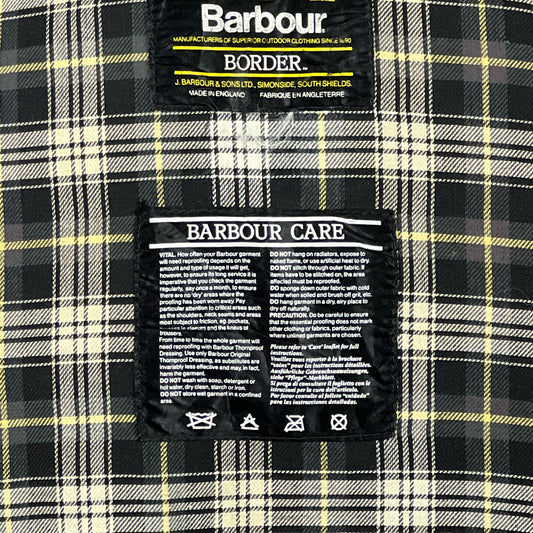 Barbour
MANUFACTURERS OF SUPERIOR OUTDOOR CLOTHING SINCE 1890
BORDER™
J. BARBOUR & SONS LTD., SIMONSIDE, SOUTH SHIELDS.
MADE IN ENGLAND FABRIQUE EN ANGLETERRE
BARBOUR CARE
VITAL. How often your Barbour garment
will need reproofing depends on the
amount and type of usage it will get,
however, to ensure its long service it is
imperative that you check the garment
regularly, say once a month, to ensure
there are no 'dry' areas where the
proofing has been worn away. Pay
particular attention to critical areas such
as the shoulders, neck seams and areas
most subject to friction, eg. pockets,
inset in sleeves and the knees of
trousers.
From time to time the whole garment
will need reproofing with Barbour Thornproof
Dressing. Use only Barbour Original
Thornproof Dressing, as substitutes are
invariably less effective and may, in fact,
harm the garment.
DO NOT wash with soap, detergent or
hot water, dry clean, starch or iron.
DO NOT store wet garment in a confined
area.
DO NOT hang on radiators, expose to
naked flame, or use artificial heat to dry.
DO NOT stitch through outer fabric. If
items have to be stitched on, the area
affected must be reproofed.
DO sponge down outer fabric with cold
water when soiled and brush off grit, etc.
DO hang garment in a dry, airy place to
dry off naturally.
PRECAUTION. Do be careful to ensure
the essential proofing does not mark
other clothing or fabrics, particularly
where unlined garments are chosen.
Please refer to 'Care' leaflet for full
instructions.
Veuillez vous reporter à la brochure
"soins" pour les instructions détaillées.
Ausführliche Gebrauchsanweisungen,
siehe "Pflege"-Merkblatt.
Si prega di consultare il foglietto con le
istruzioni per la cura dell'articolo.
Por favor consulte al folleto "cuidado"
para las instrucciones detalladas.